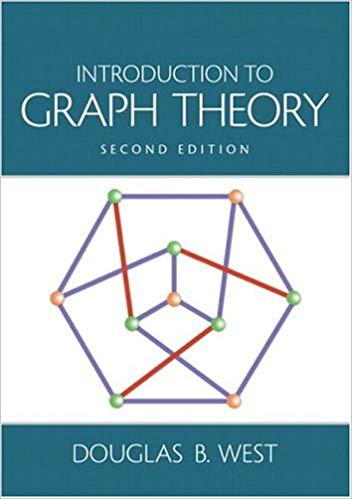 INTRODUCTION TO
GRAPH THEORY
SECOND EDITION
DOUGLAS B. WEST